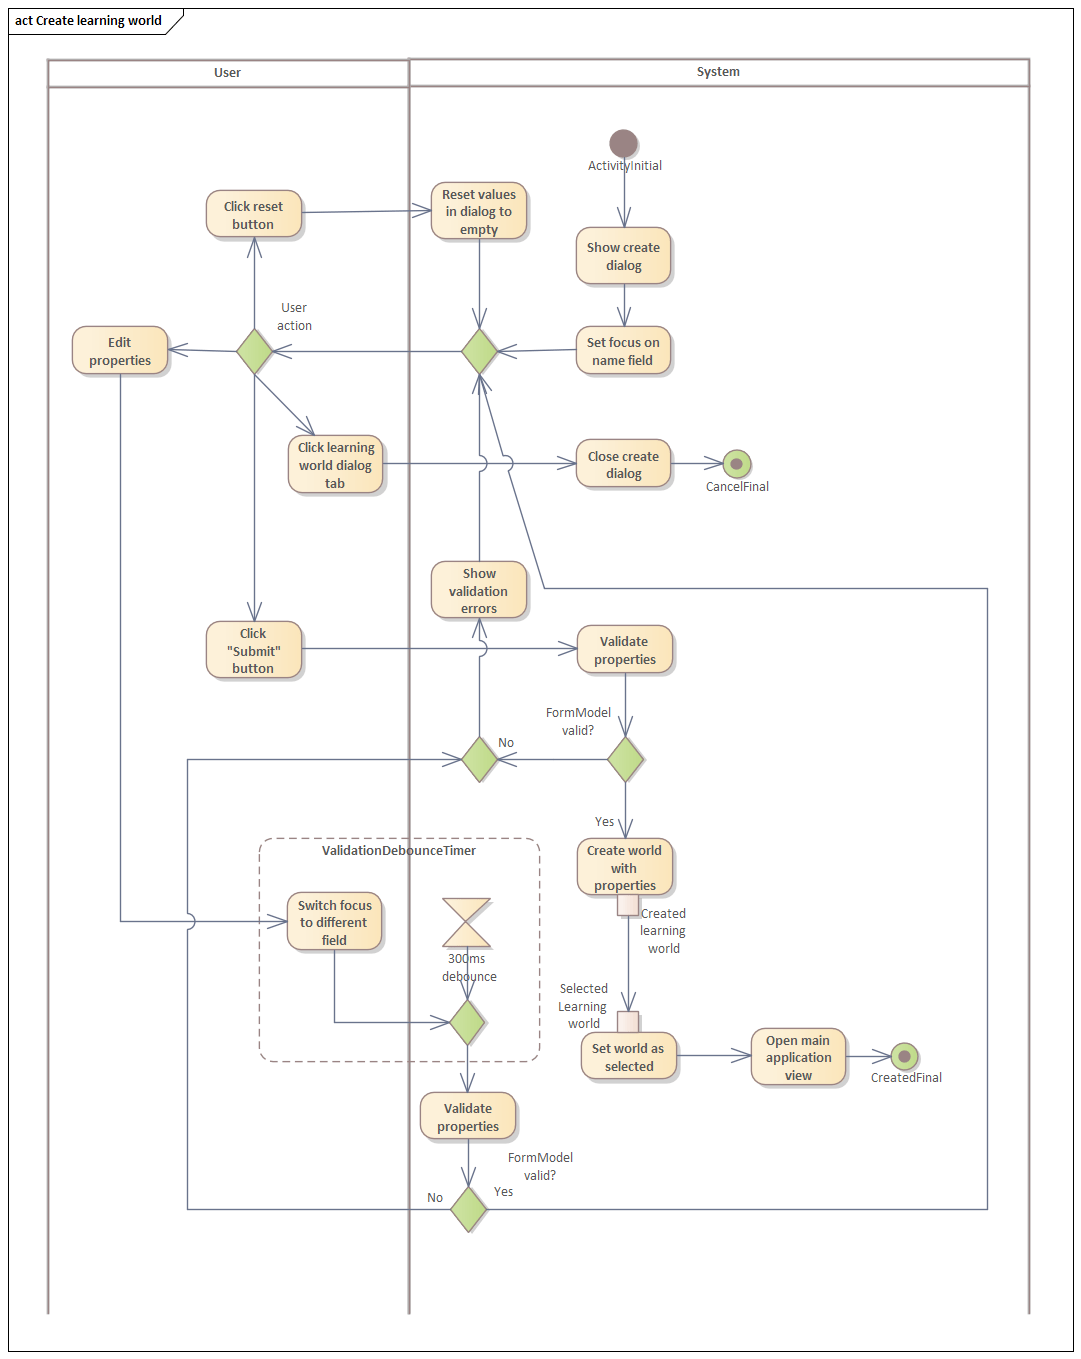 act Create learning world
User
System
ActivityInitial
Click reset
button
Reset values
in dialog to
empty
Show create
dialog
User
action
Edit
properties
Set focus on
name field
Click learning
world dialog
tab
Close create
dialog
CancelFinal
Show
validation
errors
Click
"Submit"
button
Validate
properties
FormModel
valid?
No
Yes
ValidationDebounceTimer
Create world
with
properties
Switch focus
to different
field
Created
learning
world
300ms
debounce
Selected
Learning
world
Set world as
selected
Open main
application
view
CreatedFinal
Validate
properties
FormModel
valid?
No
Yes